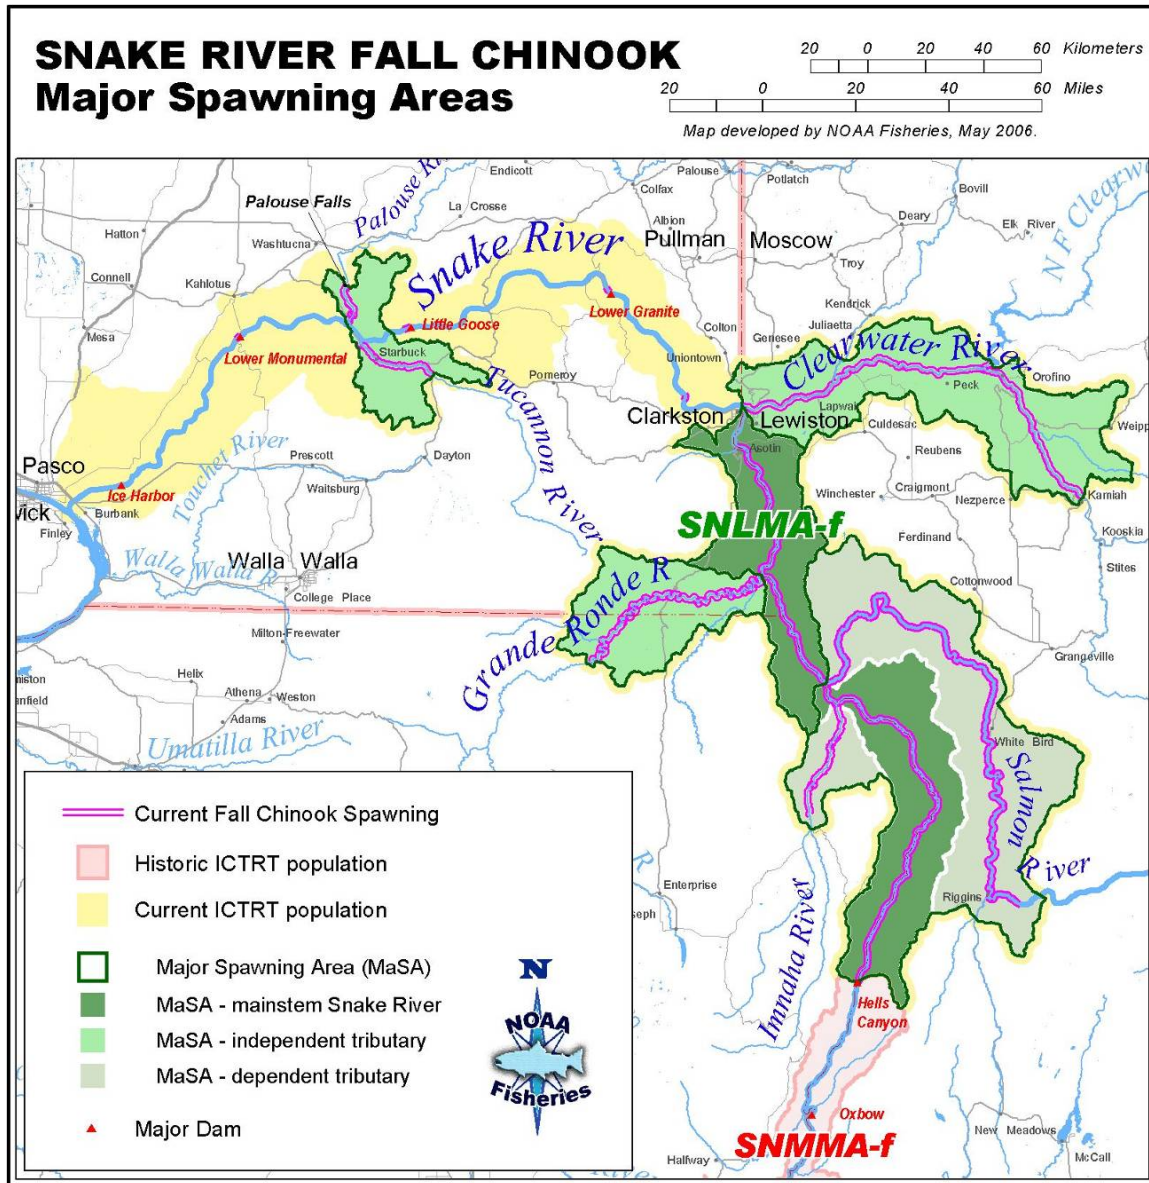 SNAKE RIVER FALL CHINOOK
Major Spawning Areas
20 0 20 40 60 Kilometers
20 0 20 40 60 Miles
Map developed by NOAA Fisheries, May 2006.
Palouse Falls
Palouse Ri
Endicott
Colfax
Palouse
Potlatch
Bovill
N F Clearw
La Crosse
Albion
Deary
Elk River
Hatton
Washtucna
Snake River
Pullman
Moscow
Troy
Connell
Kahlotus
Kendrick
Lower Granite
Mesa
Little Goose
Colton
Juliaetta
Genesee
Lower Monumental
Starbuck
Uniontown
Clearwater River
Orofino
Pomeroy
Peck
Tucannon River
Clarkston
Lewiston
Lapwai
Culdesac
Weipp
Pasco
Touchet River
Prescott
Dayton
Asotin
Reubens
Ice Harbor
Waitsburg
Winchester
Craigmont
Nezperce
Kamiah
wick
Burbank
Finley
SNLMA-f
Ferdinand
Kooskia
Walla Walla R
Walla Walla
College Place
Stites
Cottonwood
Grande Ronde R
Milton-Freewater
Grangeville
miston
Helix
anfield
Athena
Weston
Adams
Umatilla River
White Bird
Salmon River
Riggins
R
Enterprise
seph
Imnaha River
Hells
Canyon
Oxbow
SNMMA-f
New Meadows
McCall
Halfway
River
Current Fall Chinook Spawning
Historic ICTRT population
Current ICTRT population
Major Spawning Area (MaSA)
MaSA - mainstem Snake River
MaSA - independent tributary
MaSA - dependent tributary
Major Dam
N
NOAA
Fisheries